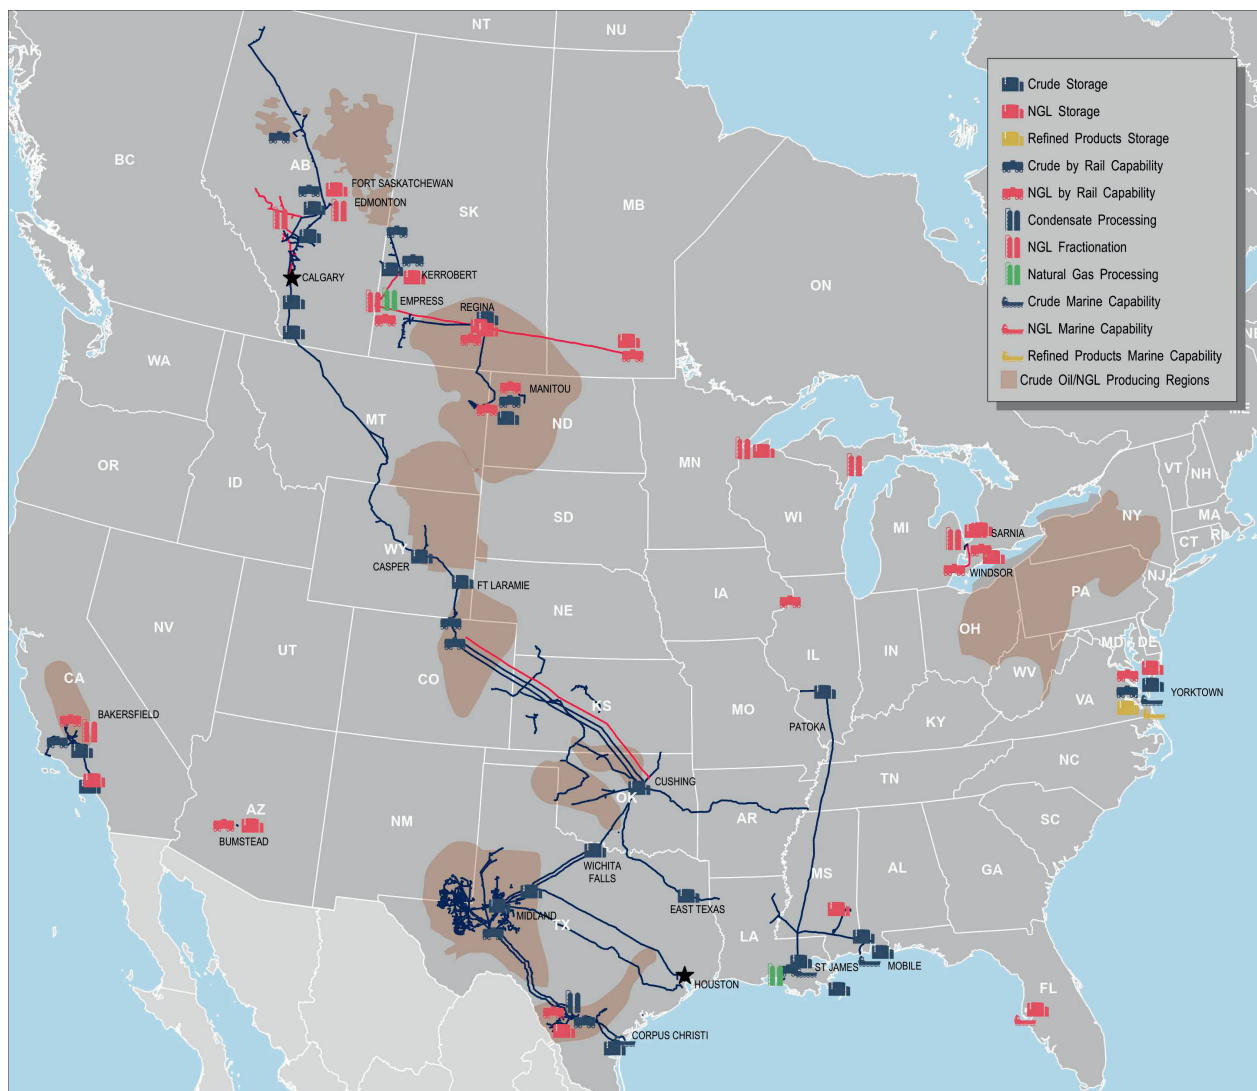 NT
NU
AK
BC
AB
SK
MB
ON
FORT SASKATCHEWAN
EDMONTON
CALGARY
KERROBERT
EMPRESS
REGINA
MANITOU
Crude Storage
NGL Storage
Refined Products Storage
Crude by Rail Capability
NGL by Rail Capability
Condensate Processing
NGL Fractionation
Natural Gas Processing
Crude Marine Capability
NGL Marine Capability
Refined Products Marine Capability
Crude Oil/NGL Producing Regions
WA
MT
ND
ME
OR
ID
MN
VT
NH
SD
WI
MI
NY
MA
CT
RI
SARNIA
WINDSOR
WY
CASPER
FT LARAMIE
NE
IA
PA
NJ
NV
UT
CO
IL
IN
OH
MD
DE
WV
VA
YORKTOWN
CA
BAKERSFIELD
KS
MO
PATOKA
KY
NC
TN
AZ
BUMSTEAD
NM
OK
CUSHING
AR
SC
MS
AL
GA
WICHITA
FALLS
EAST TEXAS
MIDLAND
TX
LA
ST JAMES
MOBILE
HOUSTON
FL
CORPUS CHRISTI